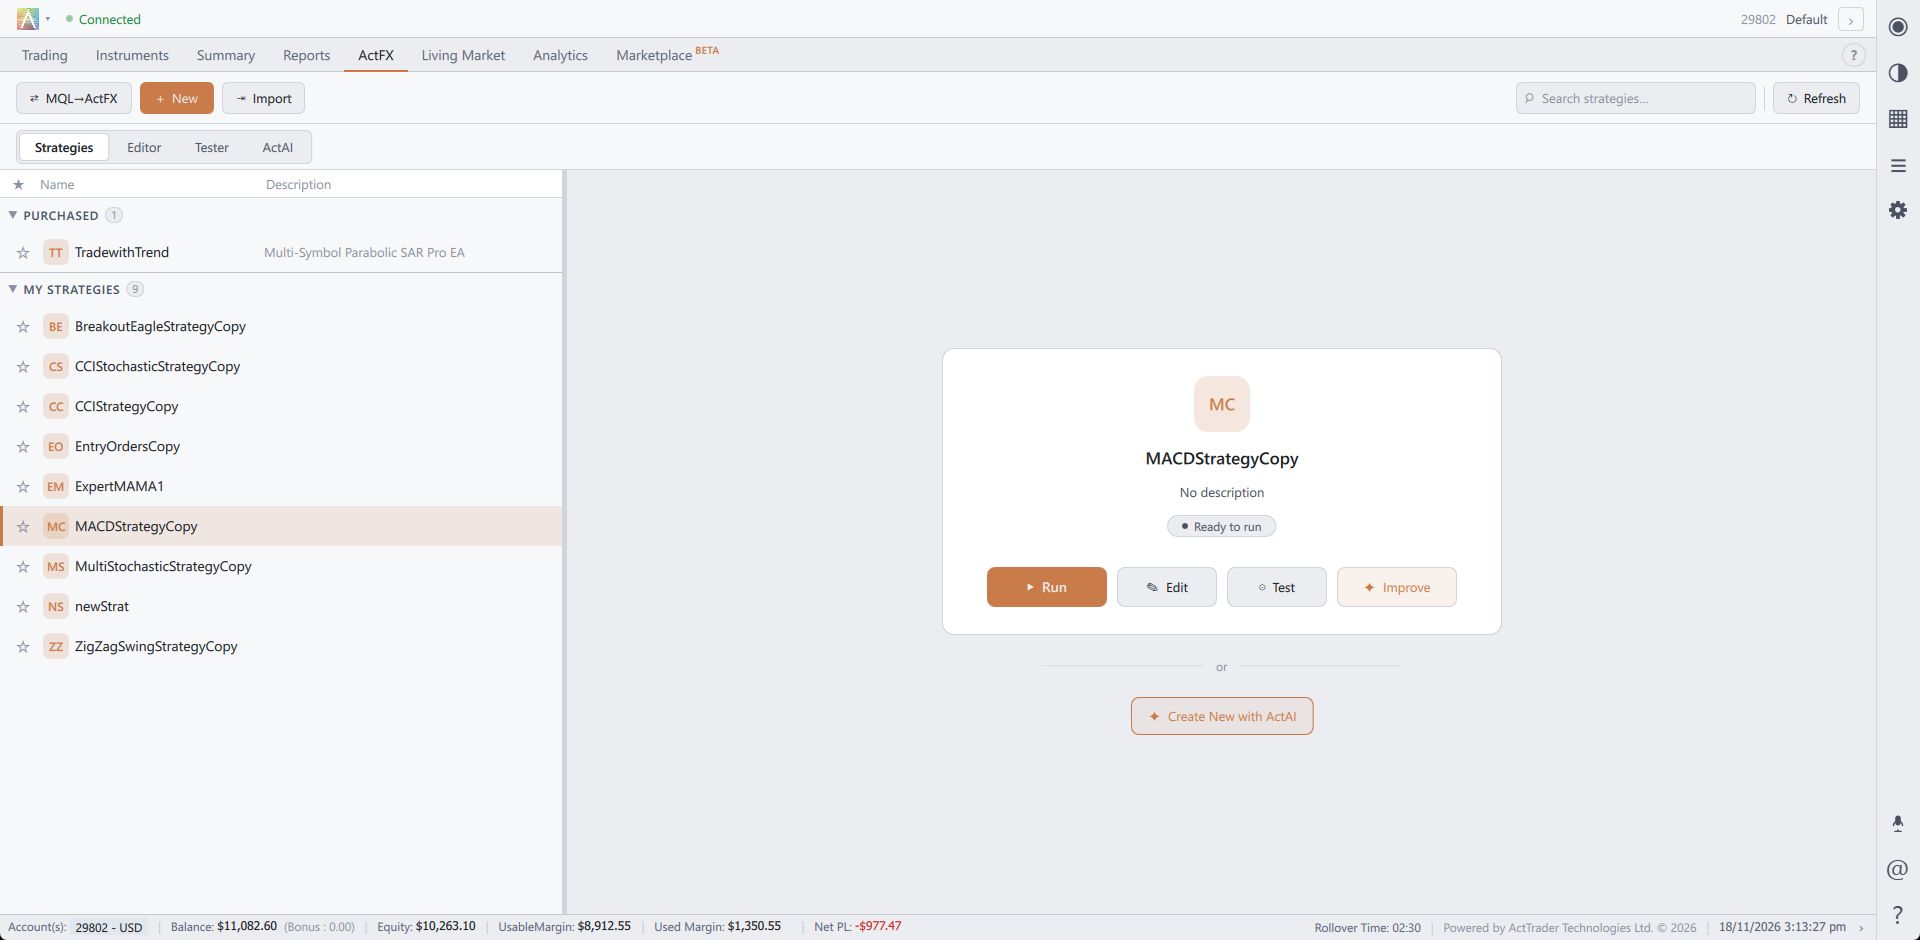 Connected
29802 Default
Trading Instruments Summary Reports ActFX Living Market Analytics Marketplace BETA ?
MQL→ActFX + New Import Search strategies... Refresh
Strategies Editor Tester ActAI
Name Description
PURCHASED 1
TT TradewithTrend Multi-Symbol Parabolic SAR Pro EA
MY STRATEGIES 9
BE BreakoutEagleStrategyCopy
CS CCIStochasticStrategyCopy
CC CCIStrategyCopy
EO EntryOrdersCopy
EM ExpertMAMA1
MC MACDStrategyCopy
MS MultiStochasticStrategyCopy
NS newStrat
ZZ ZigZagSwingStrategyCopy
MC
MACDStrategyCopy
No description
Ready to run
Run Edit Test Improve
or
Create New with ActAI
@
?
Account(s): 29802 - USD | Balance: $11,082.60 (Bonus : 0.00) | Equity: $10,263.10 | UsableMargin: $8,912.55 | Used Margin: $1,350.55 | Net PL: -$977.47 Rollover Time: 02:30 | Powered by ActTrader Technologies Ltd. © 2026 | 18/11/2026 3:13:27 pm